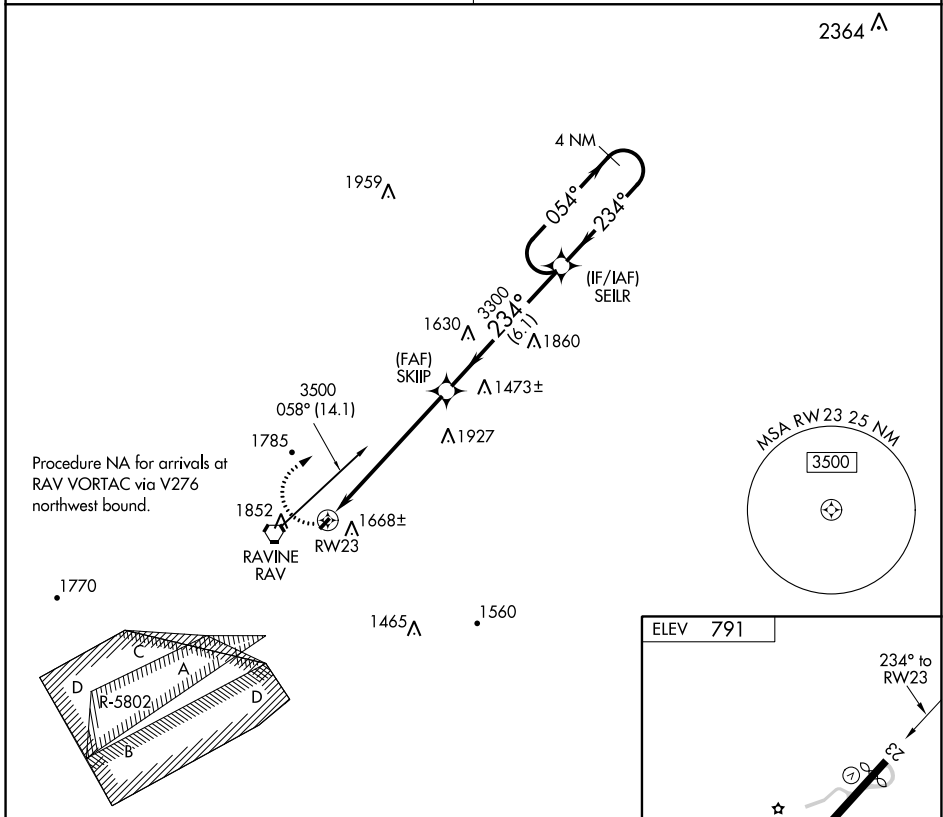 2364
4 NM
1959
054°
234°
(IF/IAF)
SEILR
3300
234°
(6.1)
1630
1860
(FAF)
SKIIP
1473±
3500
058° (14.1)
1927
1785
MSA RW23 25 NM
3500
Procedure NA for arrivals at
RAV VORTAC via V276
northwest bound.
1852
1668±
RW23
RAVINE
RAV
1770
1465
1560
ELEV 791
234° to
RW23
C
A
D
R-5802
D
B
23
V